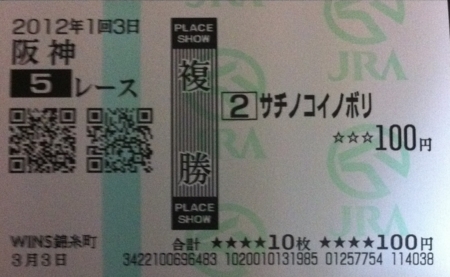 2012年1回3日
阪神
5レース
PLACE SHOW
複勝
PLACE SHOW
JRA
2 サチノコイノボリ
☆☆☆100円
WINS錦糸町
3月3日
合計 ★★★★10枚 ★★★★100円
3422100696483 1020010131985 01257754 114038